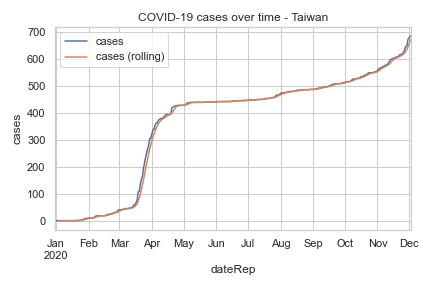 COVID-19 cases over time - Taiwan
cases
cases (rolling)
700
600
500
400
300
200
100
0
cases
Jan Feb Mar Apr May Jun Jul Aug Sep Oct Nov Dec
2020
dateRep